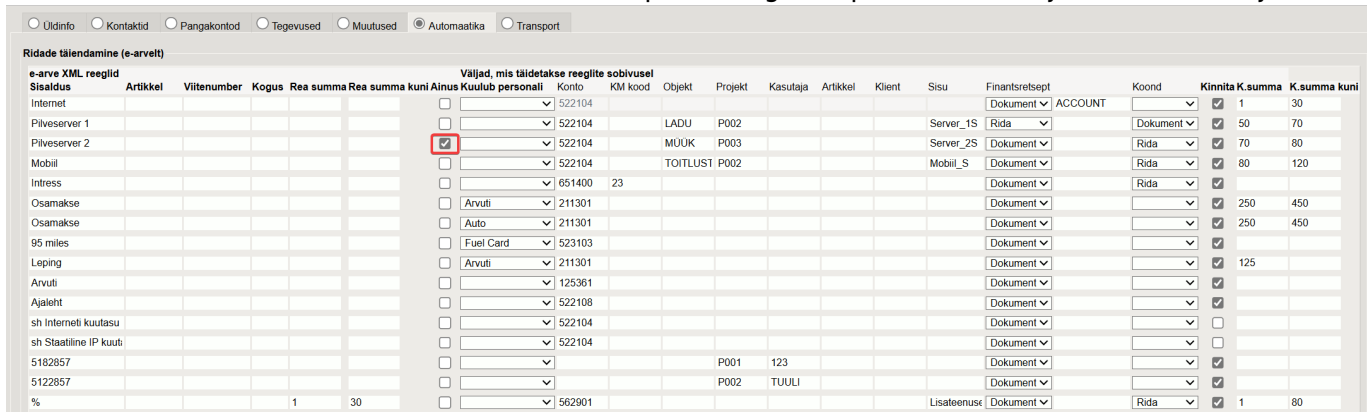 Üldinfo Kontaktid Pangakontod Tegevused Muutused Automaatika Transport
Ridade täiendamine (e-arvelt)
e-arve XML reeglid Väljad, mis täidetakse reeglite sobivusel
Sisaldus Artikkel Viitenumber Kogus Rea summa Rea summa kuni Ainus Kuulub personali Konto KM kood Objekt Projekt Kasutaja Artikkel Klient Sisu Finantsretsept Koond Kinnita K.summa K.summa kuni
Internet 522104 Dokument ACCOUNT 1 30
Pilveserver 1 522104 LADU P002 Server_1S Rida Dokument 50 70
Pilveserver 2 522104 MÜÜK P003 Server_2S Dokument Rida 70 80
Mobiil 522104 TOITLUST P002 Mobiil_S Dokument Rida 80 120
Intress 651400 23 Dokument Rida
Osamakse Arvuti 211301 Dokument 250 450
Osamakse Auto 211301 Dokument 250 450
95 miles Fuel Card 523103 Dokument
Leping Arvuti 211301 Dokument 125
Arvuti 125361 Dokument
Ajaleht 522108 Dokument
sh Interneti kuutasu 522104 Dokument
sh Staatiline IP kuuta 522104 Dokument
5182857 P001 123 Dokument
5122857 P002 TUULI Dokument
% 1 30 562901 Lisateenuse Dokument Rida 1 80